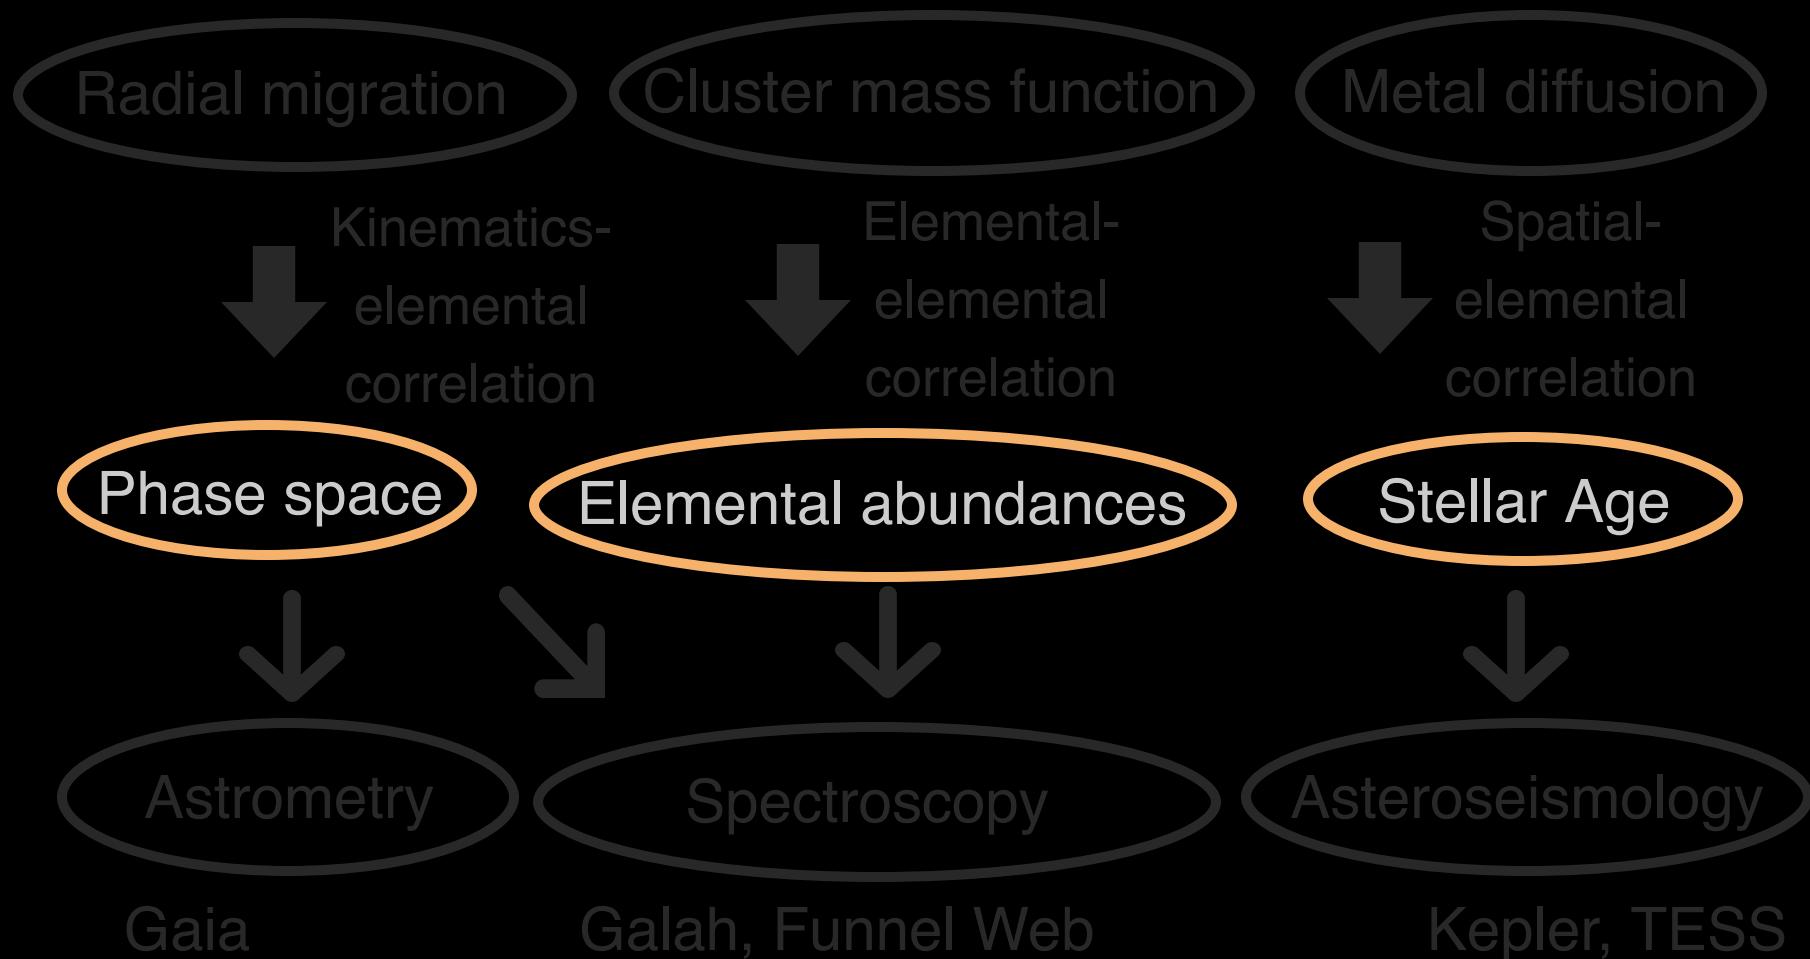 Radial migration
Cluster mass function
Metal diffusion
Kinematics-
elemental
correlation
Elemental-
elemental
correlation
Spatial-
elemental
correlation
Phase space
Elemental abundances
Stellar Age
Astrometry
Spectroscopy
Asteroseismology
Gaia
Galah, Funnel Web
Kepler, TESS